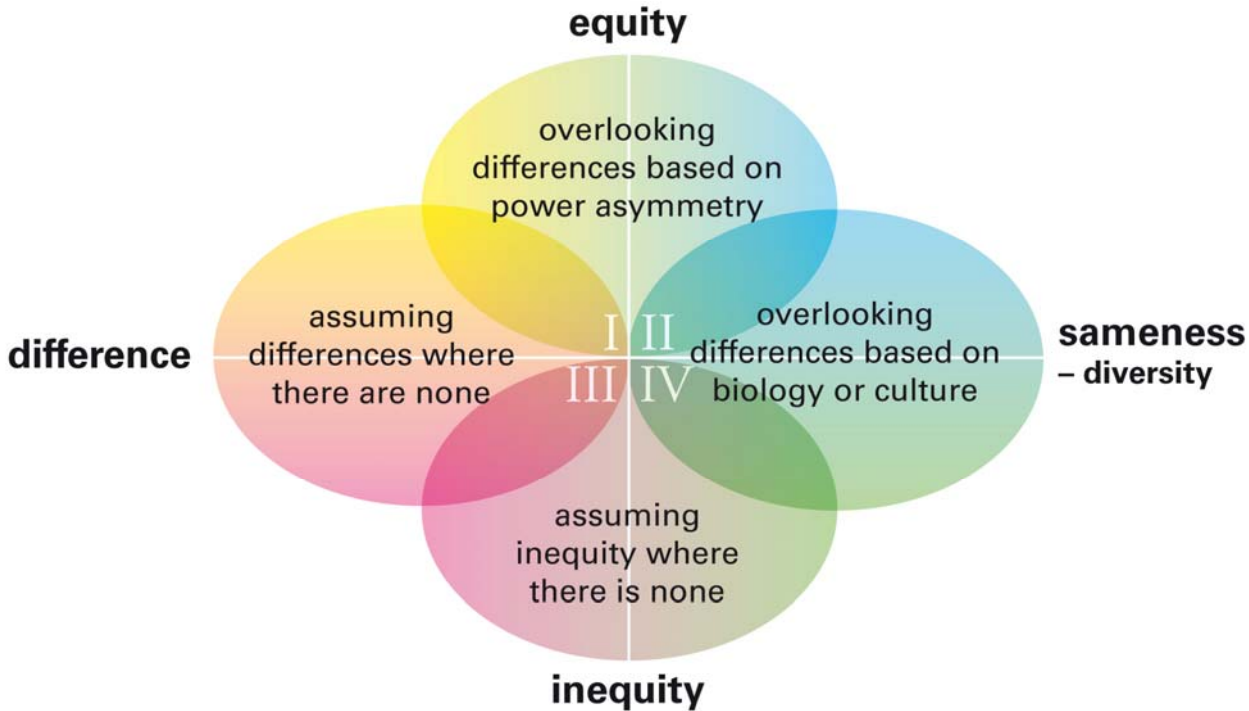 equity
overlooking
differences based on
power asymmetry
difference
assuming
differences where
there are none
I II
III IV
overlooking
differences based on
biology or culture
sameness
– diversity
assuming
inequity where
there is none
inequity